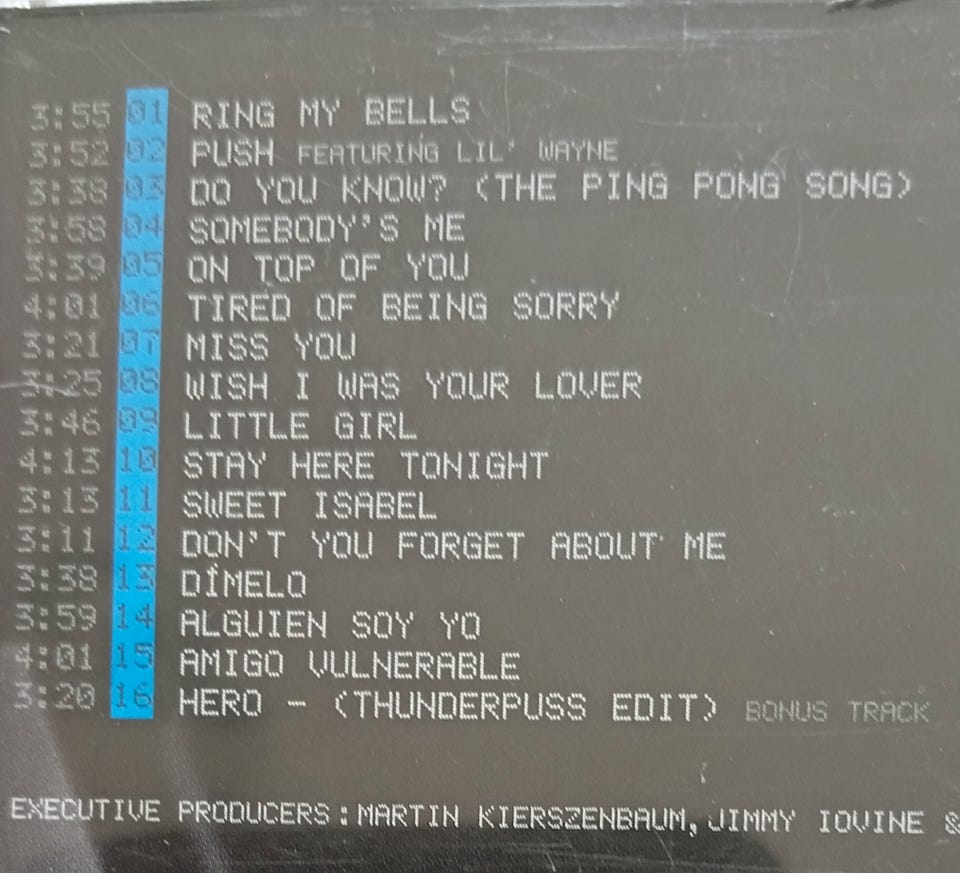 3:55 01 RING MY BELLS
3:52 02 PUSH FEATURING LIL' WAYNE
3:38 03 DO YOU KNOW? (THE PING PONG SONG)
3:58 04 SOMEBODY'S ME
3:39 05 ON TOP OF YOU
4:01 06 TIRED OF BEING SORRY
3:21 07 MISS YOU
3:25 08 WISH I WAS YOUR LOVER
3:46 09 LITTLE GIRL
4:13 10 STAY HERE TONIGHT
3:13 11 SWEET ISABEL
3:11 12 DON'T YOU FORGET ABOUT ME
3:38 13 DÍMELO
3:59 14 ALGUIEN SOY YO
4:01 15 AMIGO VULNERABLE
3:20 16 HERO - (THUNDERPUSS EDIT) BONUS TRACK
EXECUTIVE PRODUCERS: MARTIN KIERSZENBAUM, JIMMY IOVINE &